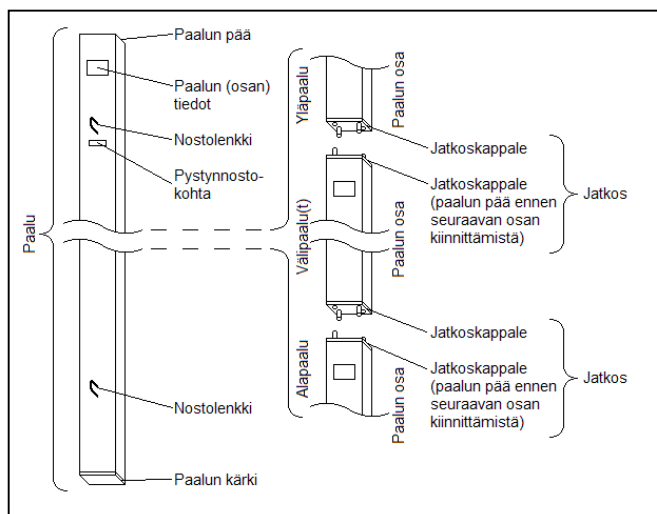 Paalu
Paalun pää
Paalun (osan)
tiedot
Nostolenkki
Pystynnosto-
kohta
Nostolenkki
Paalun kärki
Yläpaalu
Välipaalu(t)
Alapaalu
Paalun osa
Paalun osa
Paalun osa
Paalun osa
Jatkoskappale
Jatkoskappale
(paalun pää ennen
seuraavan osan
kiinnittämistä)
Jatkos
Jatkoskappale
Jatkoskappale
(paalun pää ennen
seuraavan osan
kiinnittämistä)
Jatkos